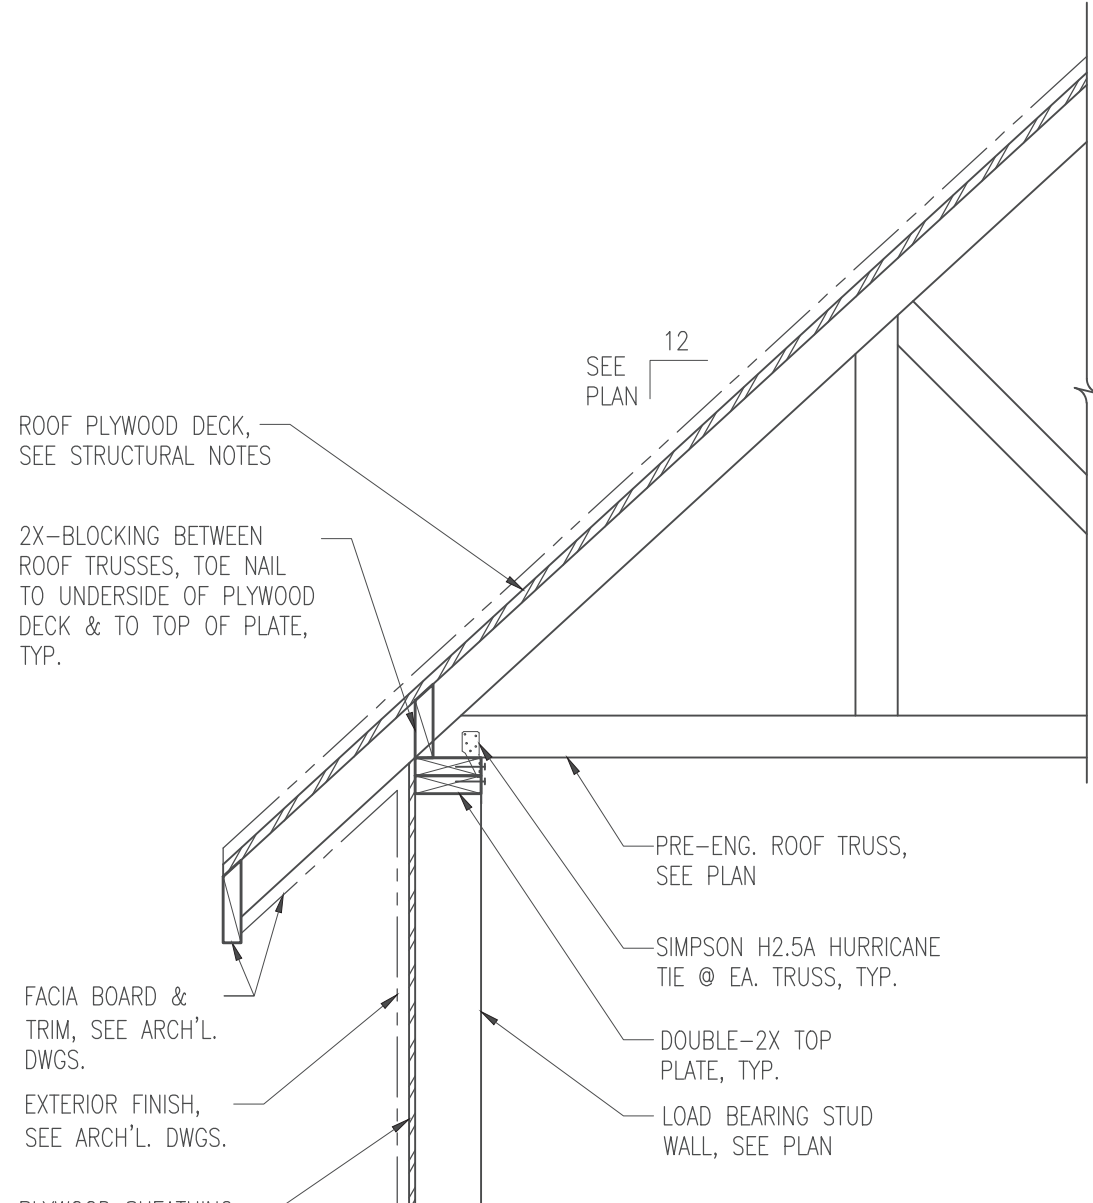 12
SEE
PLAN
ROOF PLYWOOD DECK,
SEE STRUCTURAL NOTES
2X-BLOCKING BETWEEN
ROOF TRUSSES, TOE NAIL
TO UNDERSIDE OF PLYWOOD
DECK & TO TOP OF PLATE,
TYP.
PRE-ENG. ROOF TRUSS,
SEE PLAN
SIMPSON H2.5A HURRICANE
TIE @ EA. TRUSS, TYP.
DOUBLE-2X TOP
PLATE, TYP.
LOAD BEARING STUD
WALL, SEE PLAN
FACIA BOARD &
TRIM, SEE ARCH'L.
DWGS.
EXTERIOR FINISH,
SEE ARCH'L. DWGS.